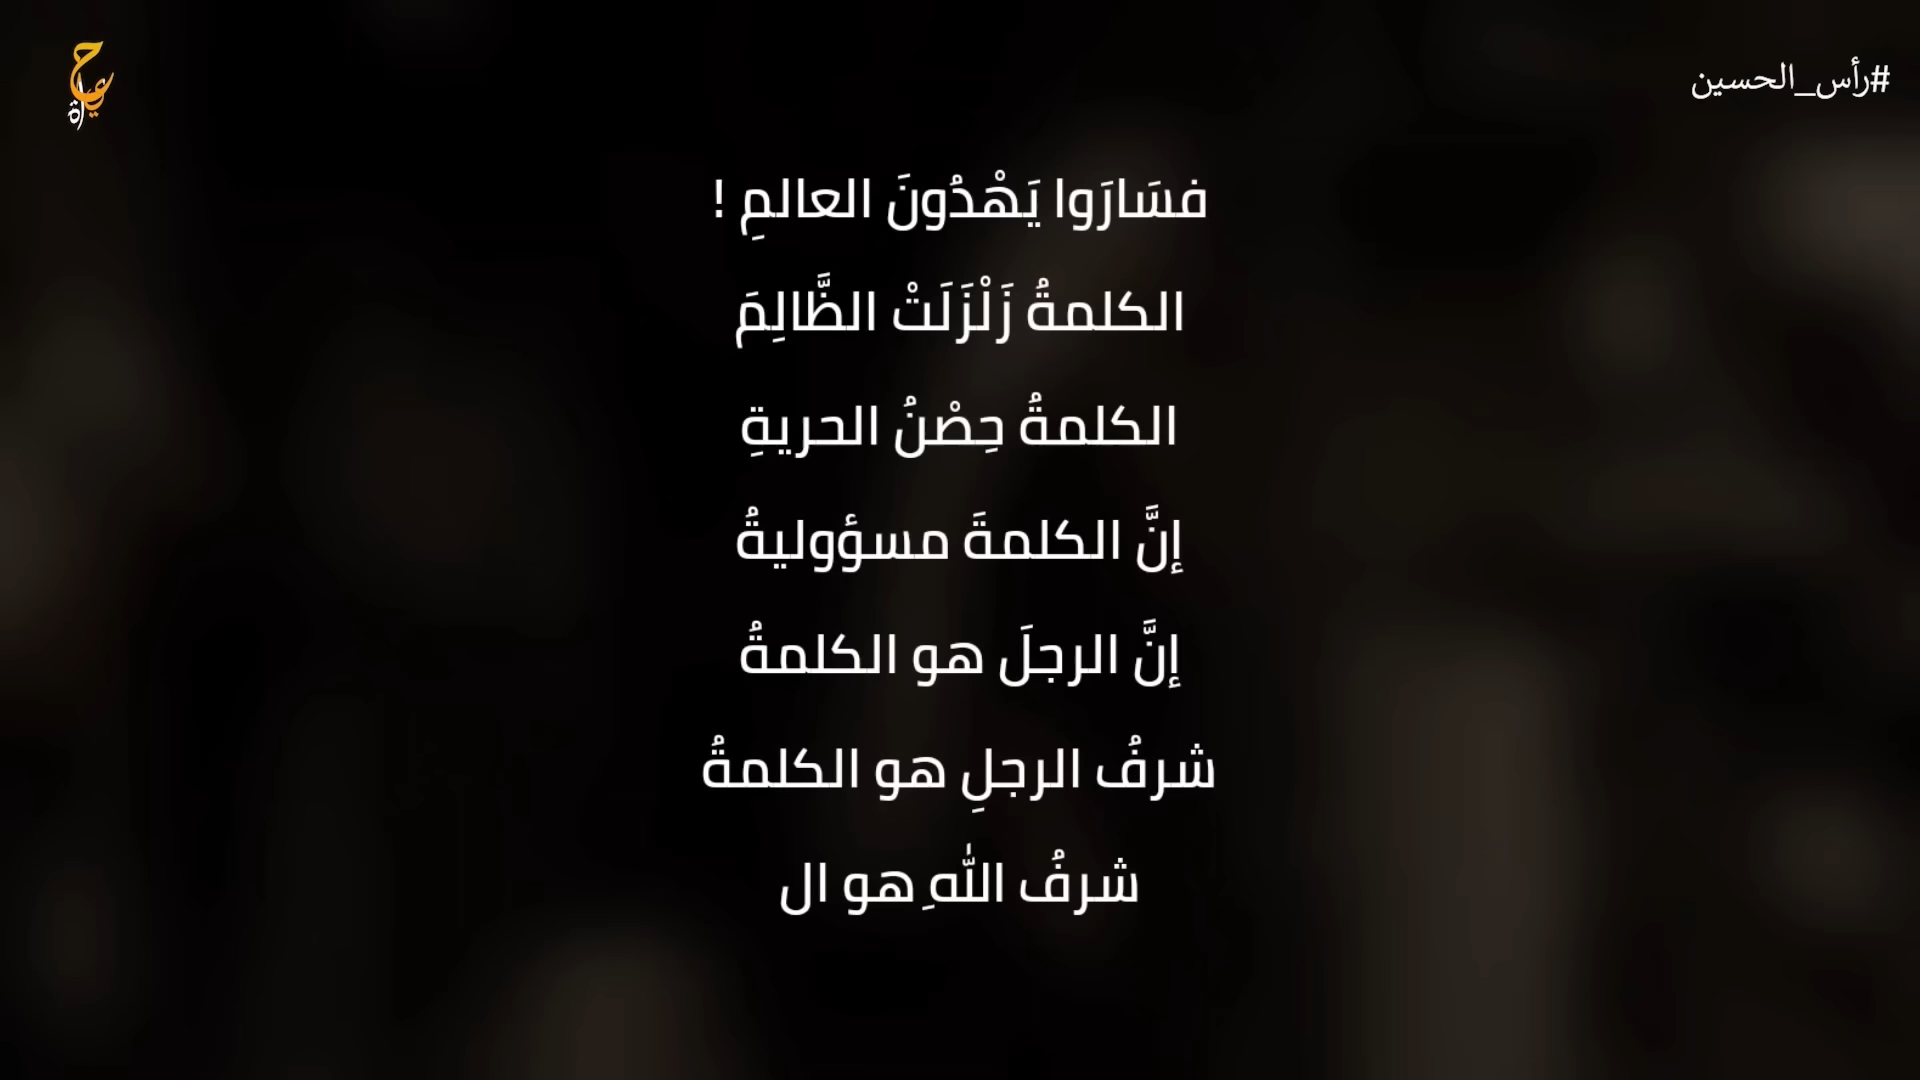 #رأس_الحسين
فسَارَوا يَهْدُونَ العالمِ !
الكلمةُ زَلْزَلَتْ الظَّالِمَ
الكلمةُ حِصْنُ الحريةِ
إنَّ الكلمةَ مسؤوليةُ
إنَّ الرجلَ هو الكلمةُ
شرفُ الرجلِ هو الكلمةُ
شرفُ اللّٰهِ هو ال